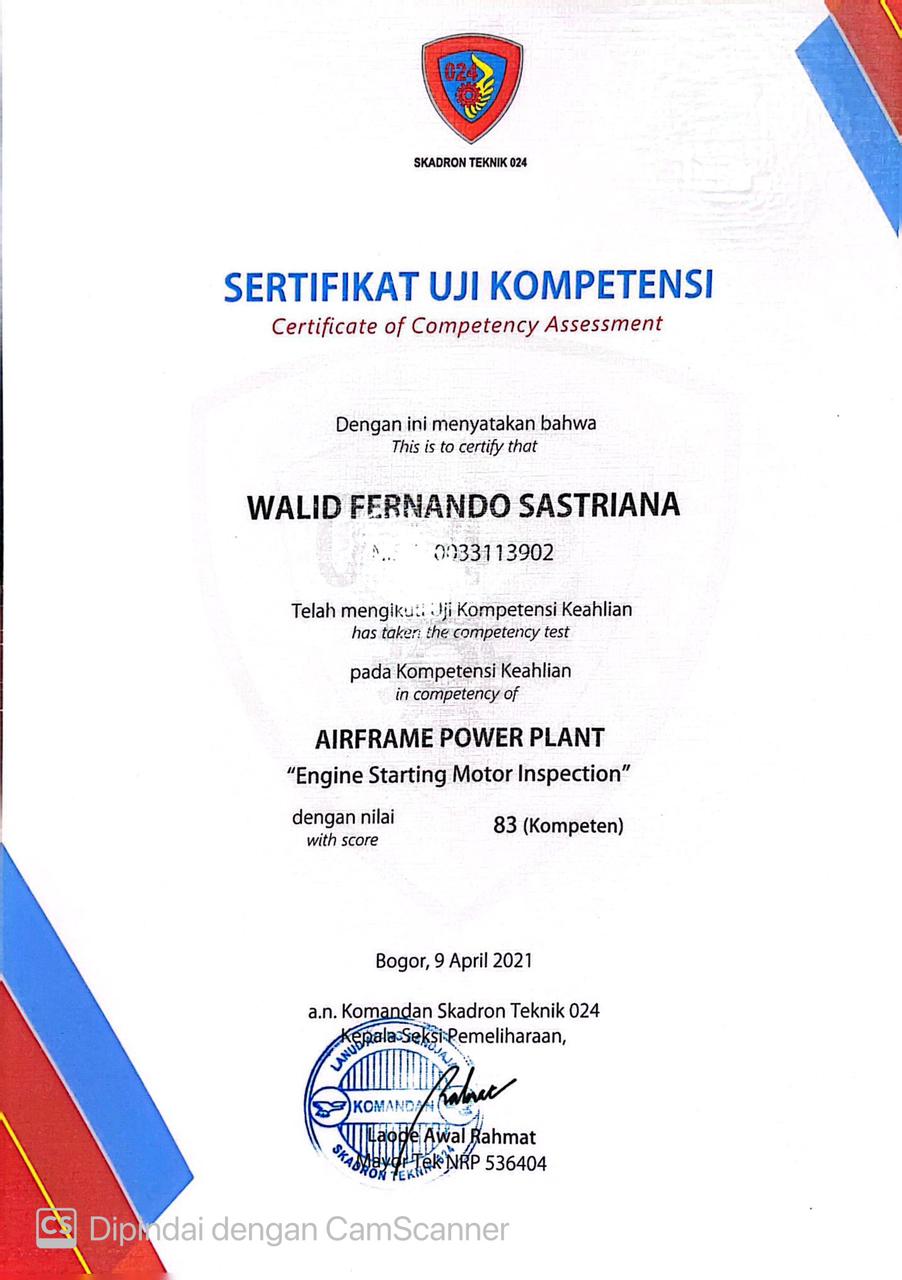 024
SKADRON TEKNIK 024
SERTIFIKAT UJI KOMPETENSI
Certificate of Competency Assessment
Dengan ini menyatakan bahwa
This is to certify that
WALID FERNANDO SASTRIANA
0033113902
Telah mengikuti Uji Kompetensi Keahlian
has taken the competency test
pada Kompetensi Keahlian
in competency of
AIRFRAME POWER PLANT
“Engine Starting Motor Inspection”
dengan nilai 83 (Kompeten)
with score
Bogor, 9 April 2021
a.n. Komandan Skadron Teknik 024
Kepala Seksi Pemeliharaan,
LANUD
KOMANDAN
SKADRON TEKNIK 024
Rahmat
Laode Awal Rahmat
Mayor Tek NRP 536404
CS Dipindai dengan CamScanner